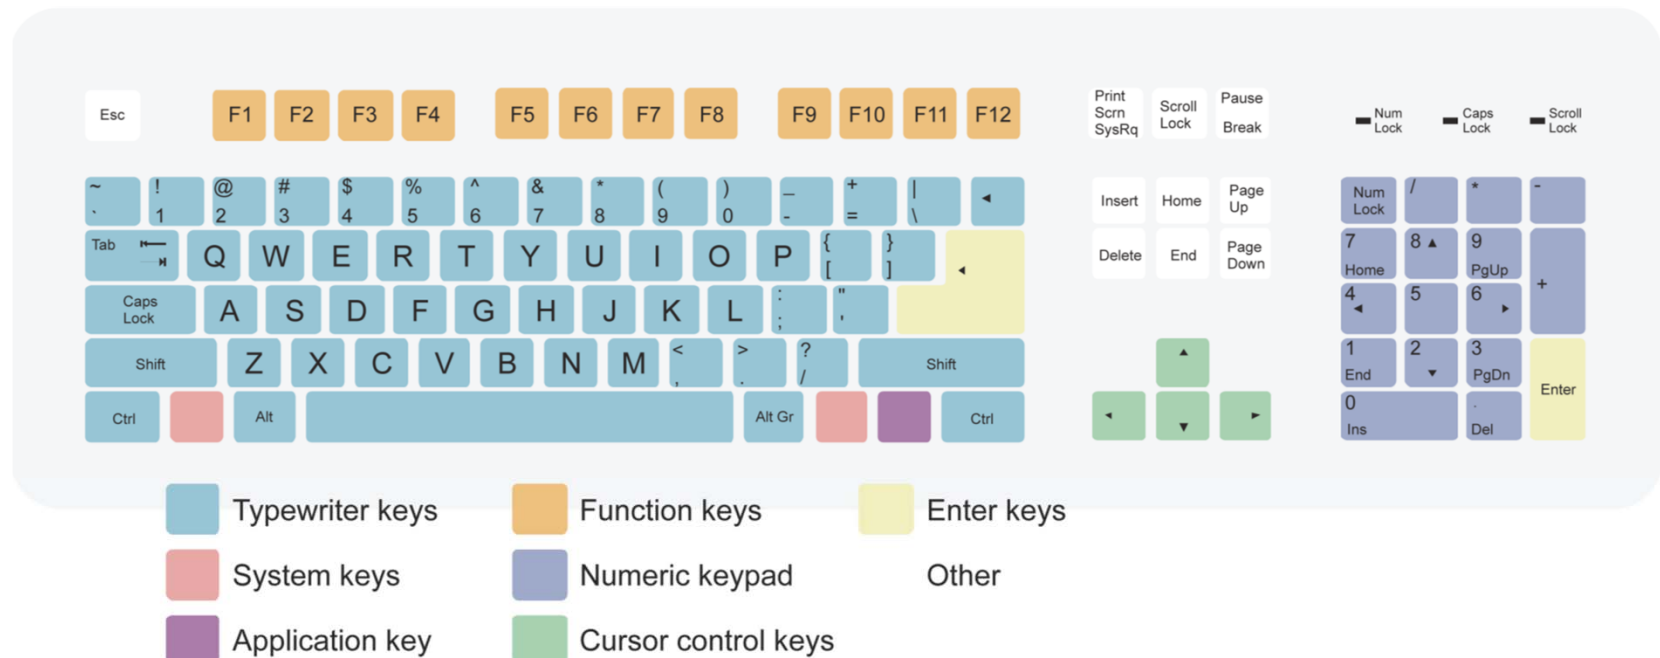 Esc F1 F2 F3 F4 F5 F6 F7 F8 F9 F10 F11 F12
Print
Scrn
SysRq
Scroll
Lock
Pause
Break
Num
Lock
Caps
Lock
Scroll
Lock
~ ! @ # $ % ^ & * ( ) _ + |
` 1 2 3 4 5 6 7 8 9 0 - = \ ◄
Insert Home Page
Up
Num
Lock
/ * -
Tab Q W E R T Y U I O P { }
[ ]
◄
Delete End Page
Down
7 8 ▲ 9
Home PgUp
+
Caps
Lock
A S D F G H J K L : "
; '
4 5 6
◄ ►
Shift Z X C V B N M < > ?
, . /
Shift
▲
1 2 3
End ▼ PgDn
Enter
Ctrl Alt Alt Gr Ctrl
◄ ▼ ►
0 .
Ins Del
Typewriter keys Function keys Enter keys
System keys Numeric keypad Other
Application key Cursor control keys